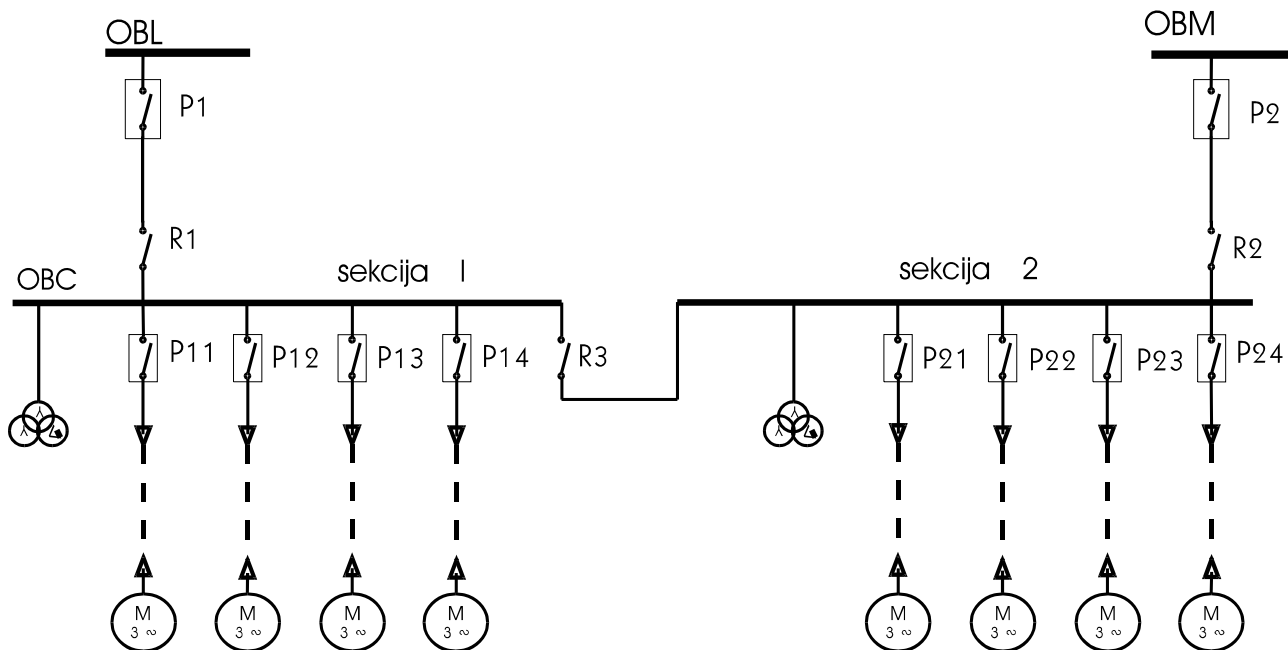 OBL
OBM
P1
P2
R1
R2
OBC
sekcija I
sekcija 2
P11
P12
P13
P14
R3
P21
P22
P23
P24
M
3 ~
M
3 ~
M
3 ~
M
3 ~
M
3 ~
M
3 ~
M
3 ~
M
3 ~